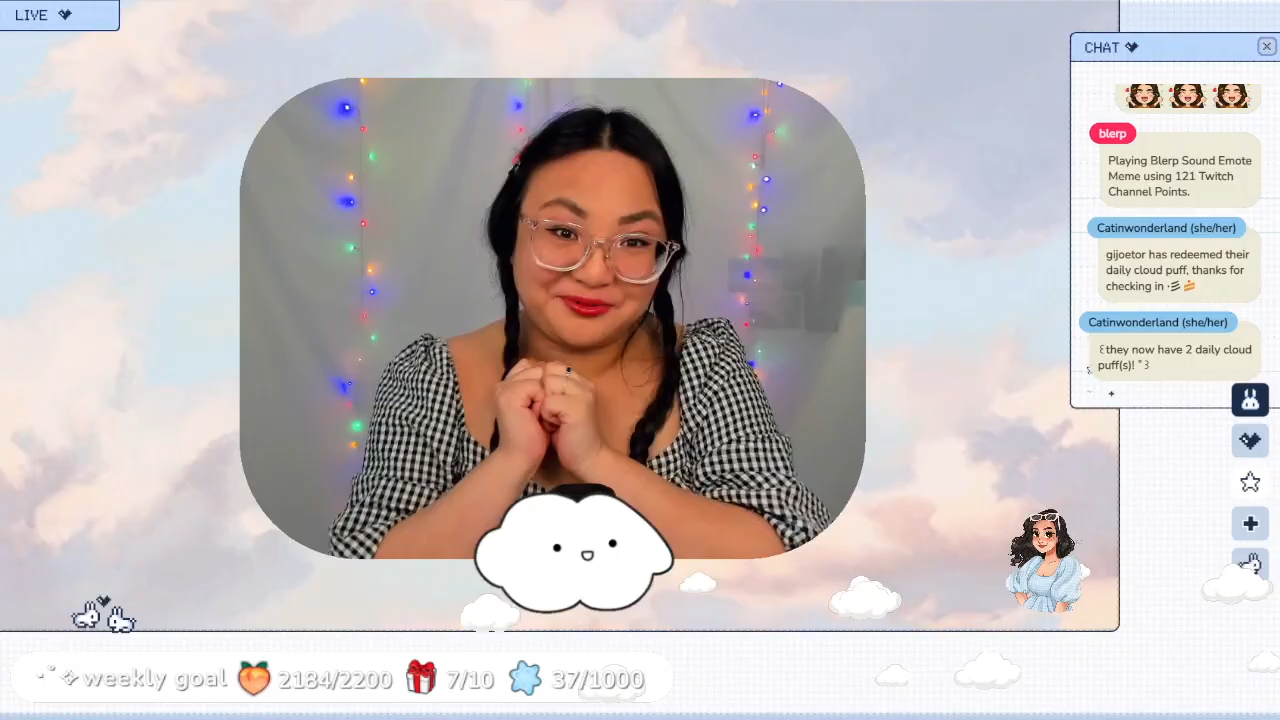 LIVE
CHAT
blerp
Playing Blerp Sound Emote
Meme using 121 Twitch
Channel Points.
Catinwonderland (she/her)
gijoetor has redeemed their
daily cloud puff, thanks for
checking in ·彡🍰
Catinwonderland (she/her)
꒰they now have 2 daily cloud
puff(s)! ˚꒱
weekly goal 2184/2200 7/10 37/1000